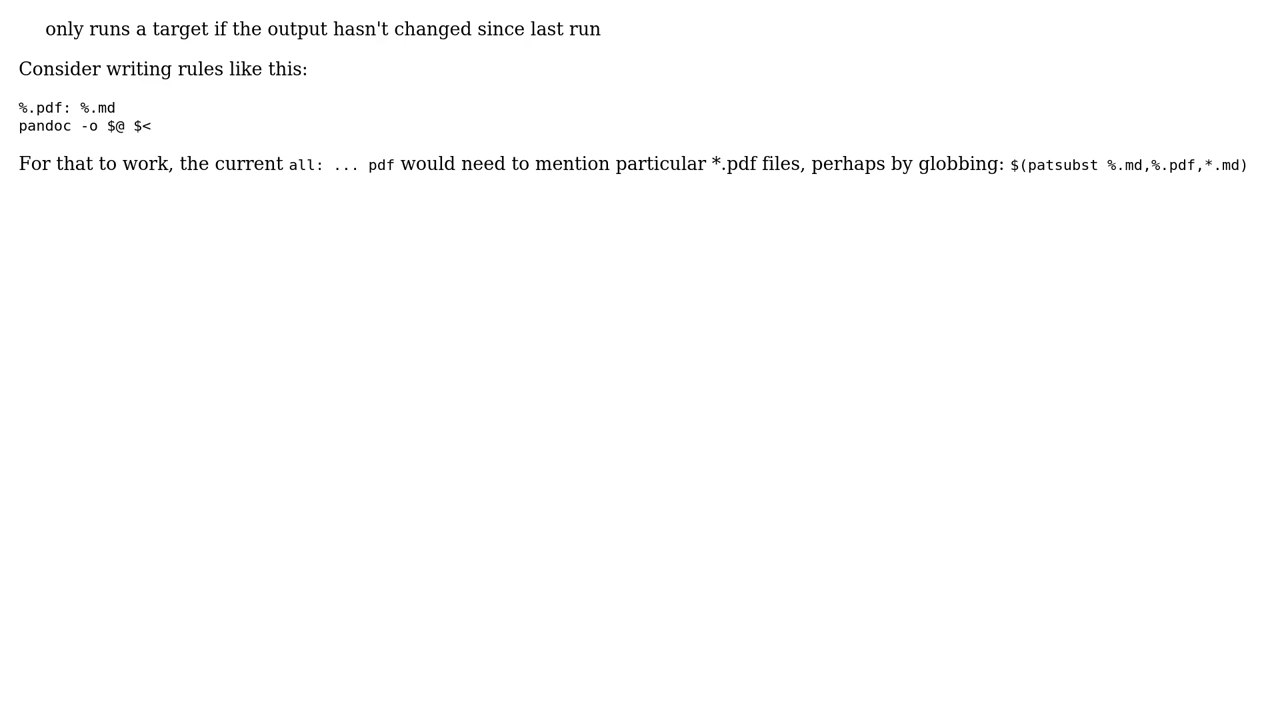 only runs a target if the output hasn't changed since last run
Consider writing rules like this:
%.pdf: %.md
pandoc -o $@ $<
For that to work, the current all: ... pdf would need to mention particular *.pdf files, perhaps by globbing: $(patsubst %.md,%.pdf,*.md)